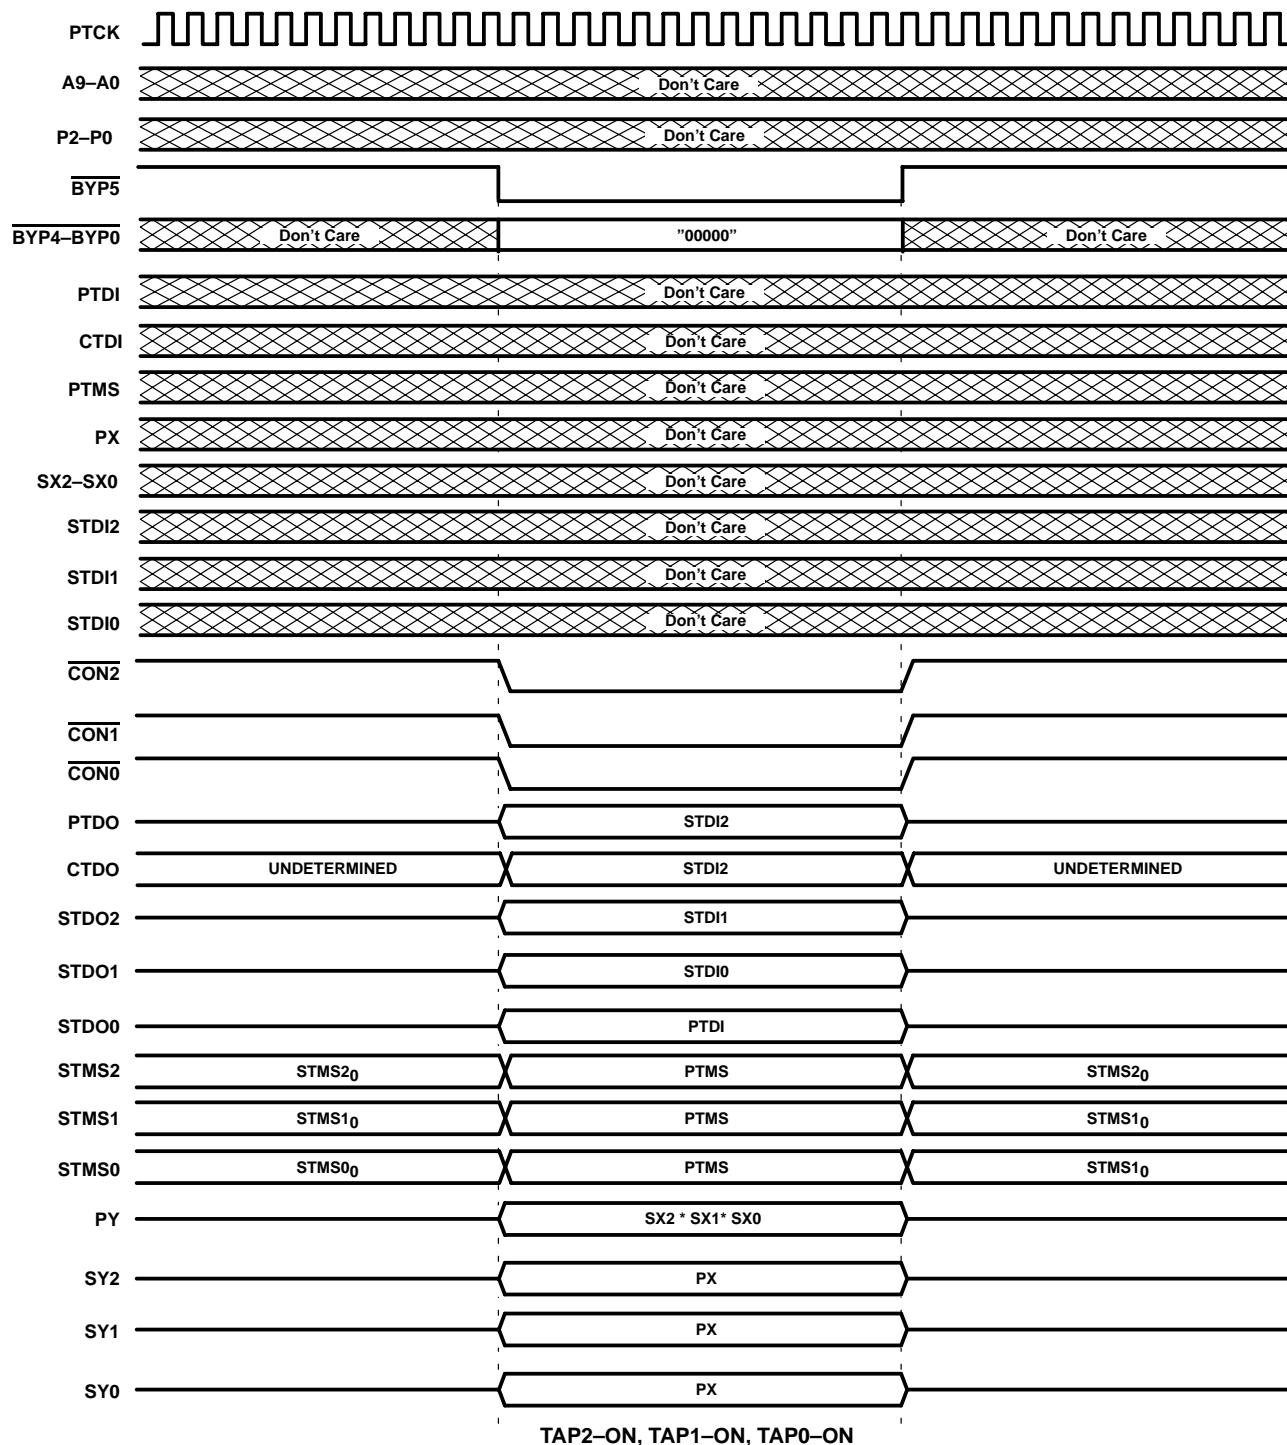 PTCK
A9–A0 Don't Care
P2–P0 Don't Care
BYP5
BYP4–BYP0 Don't Care "00000" Don't Care
PTDI Don't Care
CTDI Don't Care
PTMS Don't Care
PX Don't Care
SX2–SX0 Don't Care
STDI2 Don't Care
STDI1 Don't Care
STDI0 Don't Care
CON2
CON1
CON0
PTDO STDI2
CTDO UNDETERMINED STDI2 UNDETERMINED
STDO2 STDI1
STDO1 STDI0
STDO0 PTDI
STMS2 STMS2₀ PTMS STMS2₀
STMS1 STMS1₀ PTMS STMS1₀
STMS0 STMS0₀ PTMS STMS1₀
PY SX2 * SX1* SX0
SY2 PX
SY1 PX
SY0 PX
TAP2–ON, TAP1–ON, TAP0–ON